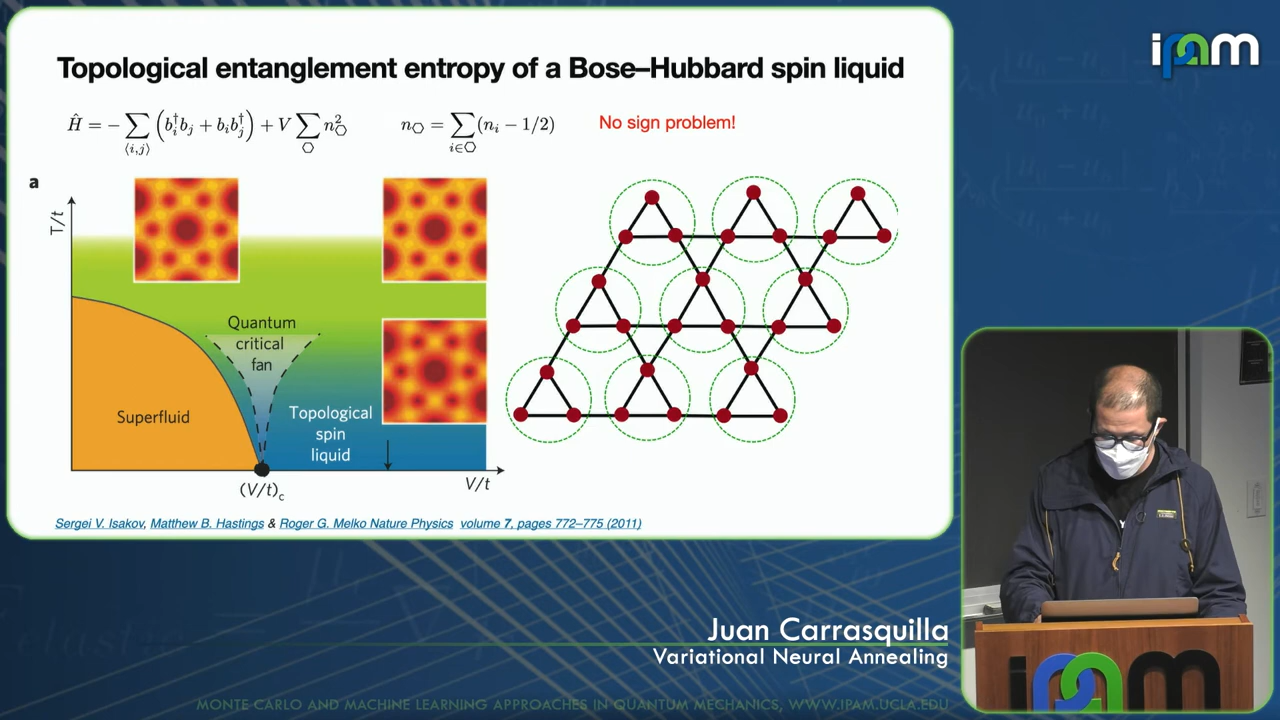 ipam
Topological entanglement entropy of a Bose–Hubbard spin liquid
Ĥ = −∑⟨i,j⟩ (b†ᵢbⱼ + bᵢb†ⱼ) + V ∑⬡ n²⬡
n⬡ = ∑i∈⬡ (nᵢ − 1/2)
No sign problem!
a
T/t
Quantum
critical
fan
Superfluid
Topological
spin
liquid
(V/t)c
V/t
Sergei V. Isakov, Matthew B. Hastings & Roger G. Melko Nature Physics volume 7, pages 772–775 (2011)
Juan Carrasquilla
Variational Neural Annealing
ipam
MONTE CARLO AND MACHINE LEARNING APPROACHES IN QUANTUM MECHANICS, WWW.IPAM.UCLA.EDU